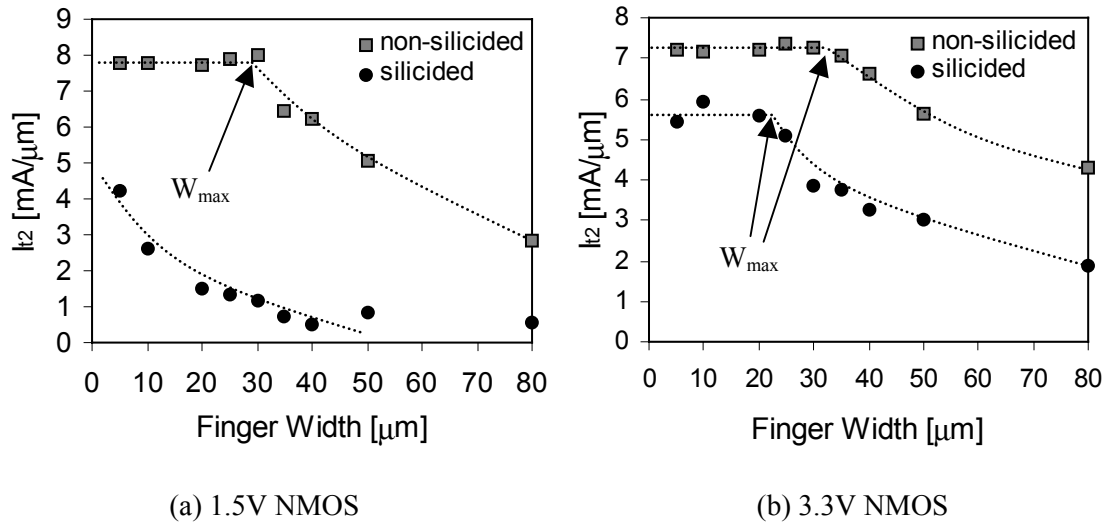 9
8
7
6
5
4
3
2
1
0
It2 [mA/μm]
non-silicided
silicided
Wmax
0 10 20 30 40 50 60 70 80
Finger Width [μm]
(a) 1.5V NMOS
8
7
6
5
4
3
2
1
0
It2 [mA/μm]
non-silicided
silicided
Wmax
0 10 20 30 40 50 60 70 80
Finger Width [μm]
(b) 3.3V NMOS